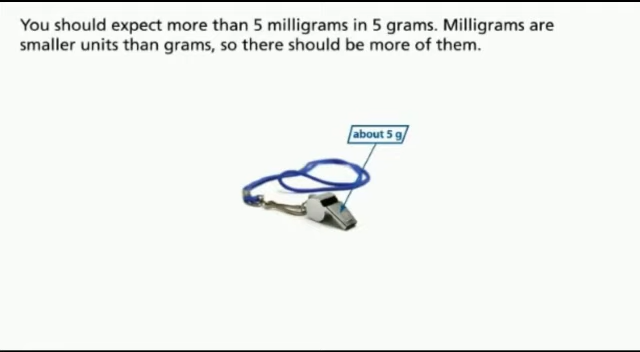 You should expect more than 5 milligrams in 5 grams. Milligrams are
smaller units than grams, so there should be more of them.
about 5 g